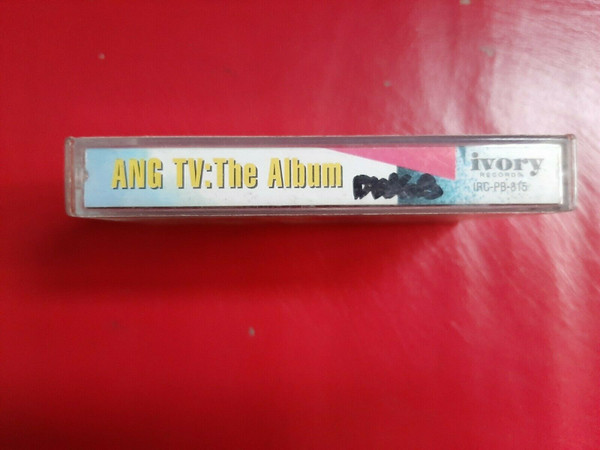 ANG TV:The Album
ivory
RECORDS
IRC-PB-815